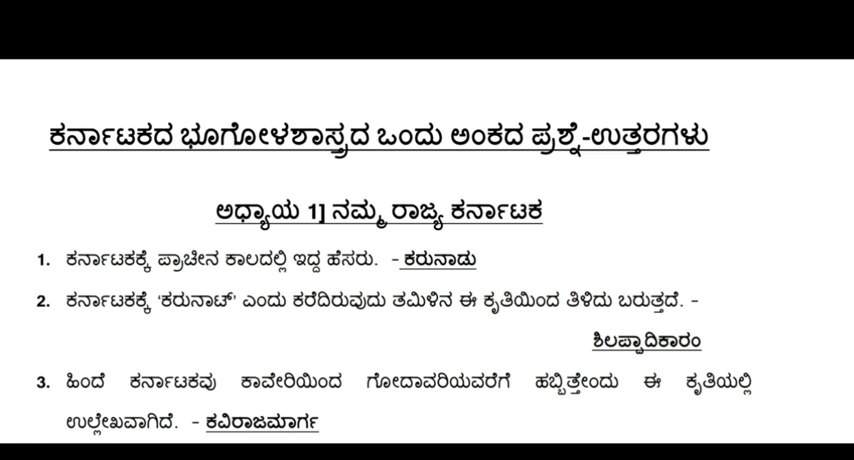 ಕರ್ನಾಟಕದ ಭೂಗೋಳಶಾಸ್ತ್ರದ ಒಂದು ಅಂಕದ ಪ್ರಶ್ನೆ-ಉತ್ತರಗಳು
ಅಧ್ಯಾಯ 1] ನಮ್ಮ ರಾಜ್ಯ ಕರ್ನಾಟಕ
1. ಕರ್ನಾಟಕಕ್ಕೆ ಪ್ರಾಚೀನ ಕಾಲದಲ್ಲಿ ಇದ್ದ ಹೆಸರು. - ಕರುನಾಡು
2. ಕರ್ನಾಟಕಕ್ಕೆ 'ಕರುನಾಟ್' ಎಂದು ಕರೆದಿರುವುದು ತಮಿಳಿನ ಈ ಕೃತಿಯಿಂದ ತಿಳಿದು ಬರುತ್ತದೆ. -
ಶಿಲಪ್ಪಾದಿಕಾರಂ
3. ಹಿಂದೆ ಕರ್ನಾಟಕವು ಕಾವೇರಿಯಿಂದ ಗೋದಾವರಿಯವರೆಗೆ ಹಬ್ಬಿತ್ತೇಂದು ಈ ಕೃತಿಯಲ್ಲಿ
ಉಲ್ಲೇಖವಾಗಿದೆ. - ಕವಿರಾಜಮಾರ್ಗ